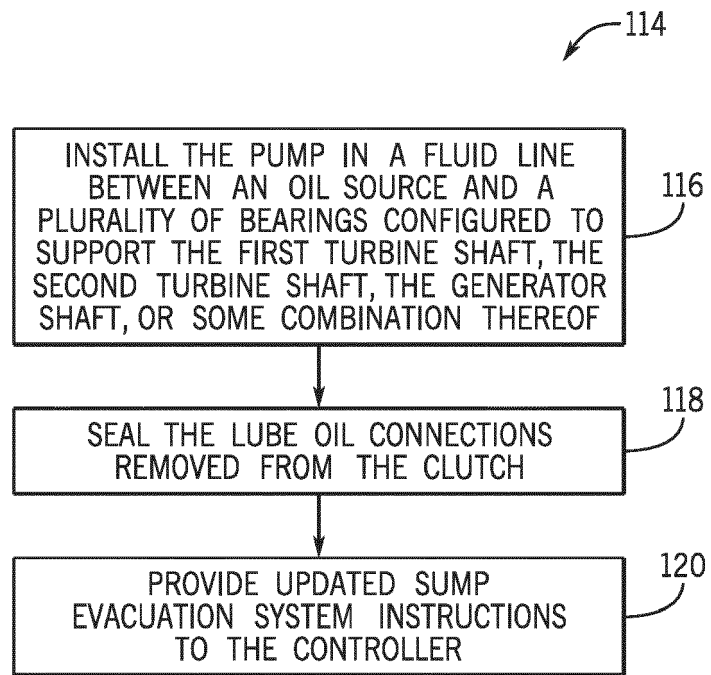 114
INSTALL THE PUMP IN A FLUID LINE
BETWEEN AN OIL SOURCE AND A
PLURALITY OF BEARINGS CONFIGURED TO
SUPPORT THE FIRST TURBINE SHAFT, THE
SECOND TURBINE SHAFT, THE GENERATOR
SHAFT, OR SOME COMBINATION THEREOF
116
SEAL THE LUBE OIL CONNECTIONS
REMOVED FROM THE CLUTCH
118
PROVIDE UPDATED SUMP
EVACUATION SYSTEM INSTRUCTIONS
TO THE CONTROLLER
120